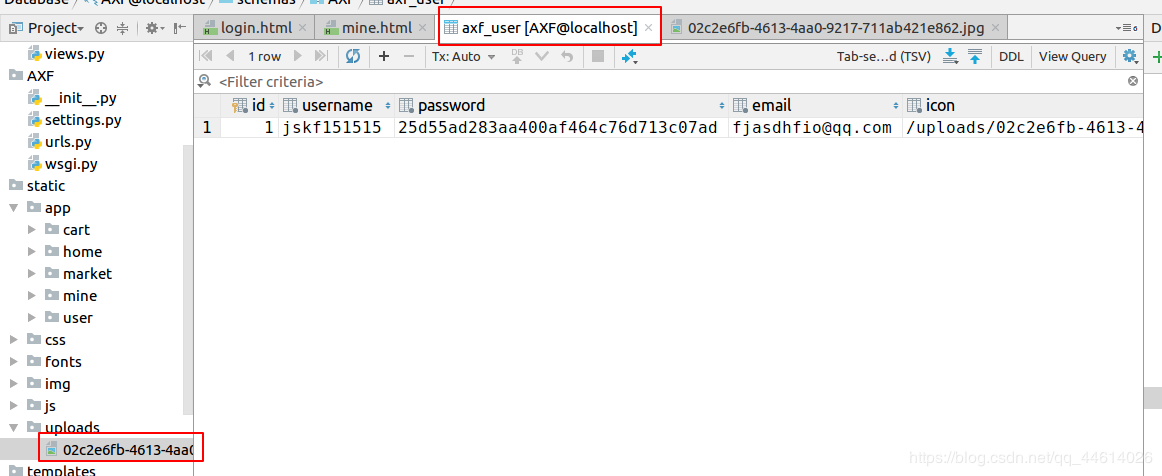 Database AXF@localhost schemas AXF axf_user
Project login.html mine.html axf_user [AXF@localhost] 02c2e6fb-4613-4aa0-9217-711ab421e862.jpg
views.py
1 row Tx: Auto DB Tab-se...d (TSV) DDL View Query
AXF
<Filter criteria>
__init__.py
id username password email icon
settings.py
1 1 jskf151515 25d55ad283aa400af464c76d713c07ad fjasdhfio@qq.com /uploads/02c2e6fb-4613-4
urls.py
wsgi.py
static
app
cart
home
market
mine
user
css
fonts
img
js
uploads
02c2e6fb-4613-4aa0
templates
https://blog.csdn.net/qq_44614026